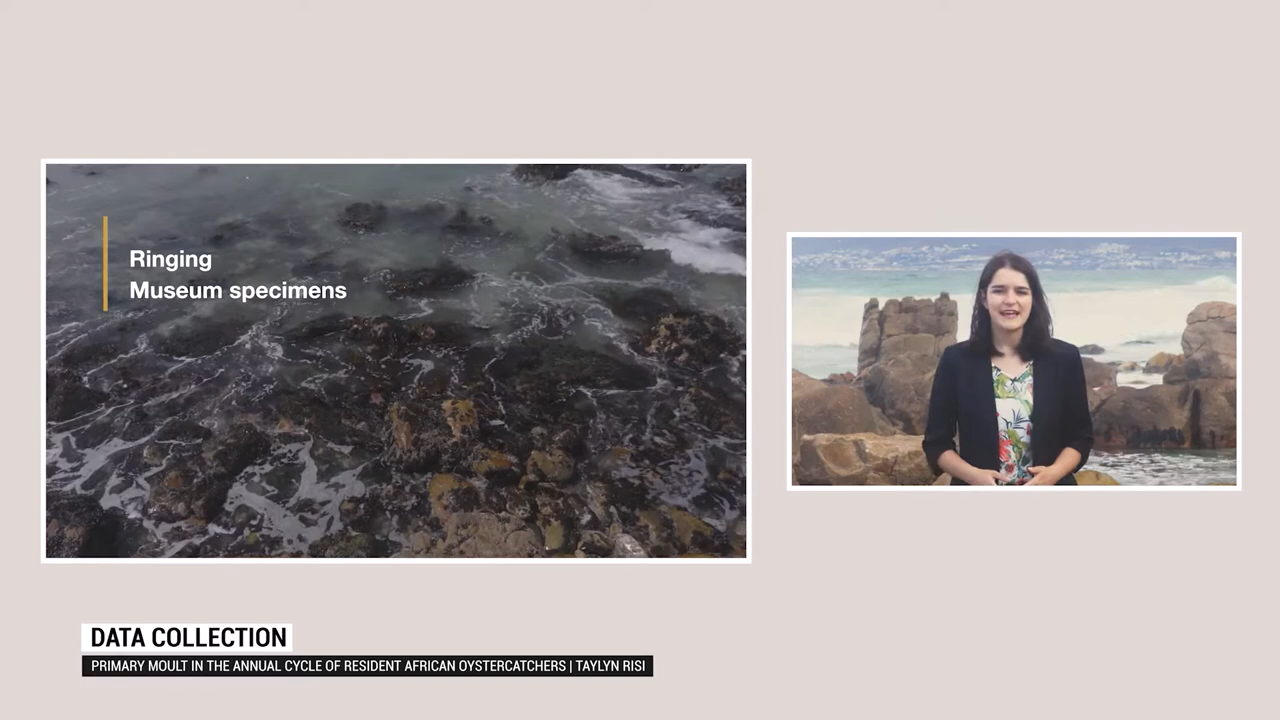 Ringing
Museum specimens
DATA COLLECTION
PRIMARY MOULT IN THE ANNUAL CYCLE OF RESIDENT AFRICAN OYSTERCATCHERS | TAYLYN RISI